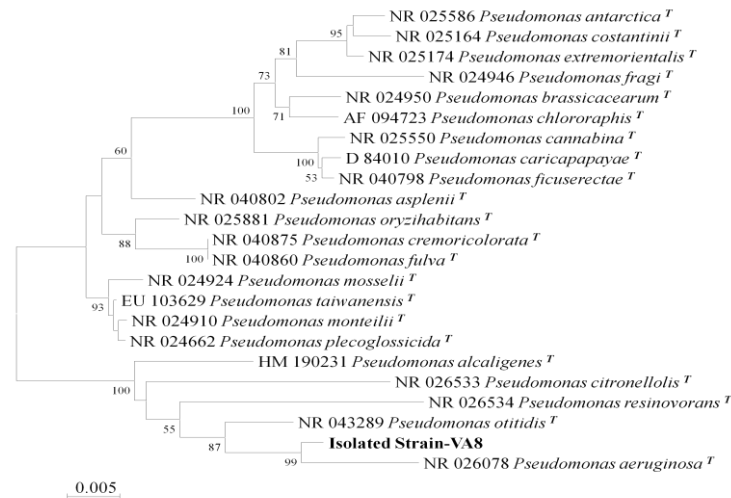 NR 025586 Pseudomonas antarctica T
95
NR 025164 Pseudomonas costantinii T
81
NR 025174 Pseudomonas extremorientalis T
73
NR 024946 Pseudomonas fragi T
NR 024950 Pseudomonas brassicacearum T
100
71
AF 094723 Pseudomonas chlororaphis T
NR 025550 Pseudomonas cannabina T
60
100
D 84010 Pseudomonas caricapapayae T
53
NR 040798 Pseudomonas ficuserectae T
NR 040802 Pseudomonas asplenii T
NR 025881 Pseudomonas oryzihabitans T
88
NR 040875 Pseudomonas cremoricolorata T
100
NR 040860 Pseudomonas fulva T
NR 024924 Pseudomonas mosselii T
93
EU 103629 Pseudomonas taiwanensis T
NR 024910 Pseudomonas monteilii T
NR 024662 Pseudomonas plecoglossicida T
HM 190231 Pseudomonas alcaligenes T
100
NR 026533 Pseudomonas citronellolis T
NR 026534 Pseudomonas resinovorans T
55
NR 043289 Pseudomonas otitidis T
87
Isolated Strain-VA8
99
NR 026078 Pseudomonas aeruginosa T
0.005